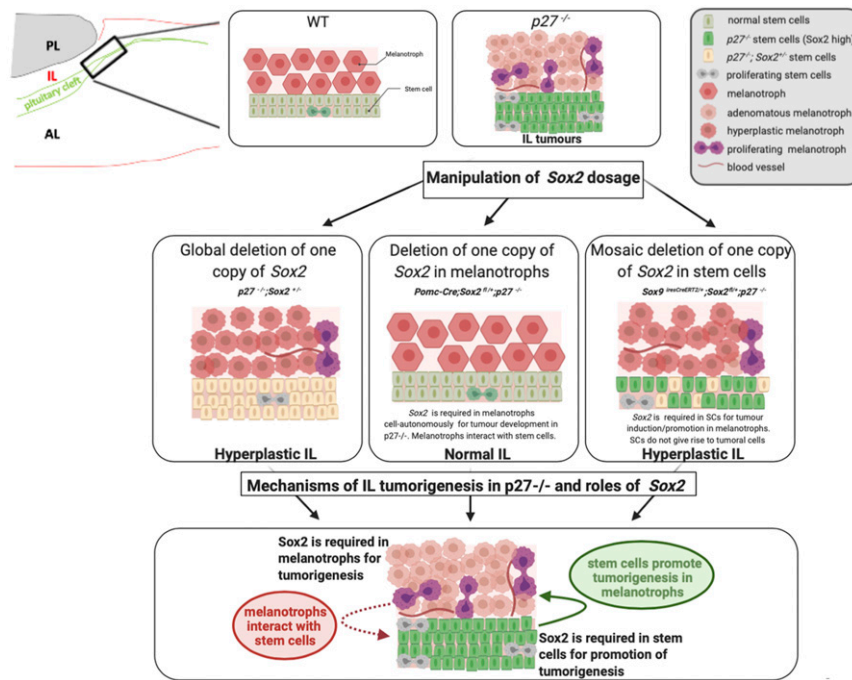 PL
IL
pituitary cleft
AL
WT
Melanotroph
Stem cell
p27 -/-
IL tumours
normal stem cells
p27-/- stem cells (Sox2 high)
p27-/-; Sox2+/- stem cells
proliferating stem cells
melanotroph
adenomatous melanotroph
hyperplastic melanotroph
proliferating melanotroph
blood vessel
Manipulation of Sox2 dosage
Global deletion of one
copy of Sox2
p27 -/-;Sox2 +/-
Hyperplastic IL
Deletion of one copy of
Sox2 in melanotrophs
Pomc-Cre;Sox2 fl/+;p27 -/-
Sox2 is required in melanotrophs
cell-autonomously for tumour development in
p27-/-. Melanotrophs interact with stem cells.
Normal IL
Mosaic deletion of one copy
of Sox2 in stem cells
Sox9 iresCreERT2/+;Sox2fl/+;p27 -/-
Sox2 is required in SCs for tumour
induction/promotion in melanotrophs.
SCs do not give rise to tumoral cells
Hyperplastic IL
Mechanisms of IL tumorigenesis in p27-/- and roles of Sox2
Sox2 is required in
melanotrophs for
tumorigenesis
melanotrophs
interact with
stem cells
stem cells promote
tumorigenesis in
melanotrophs
Sox2 is required in stem
cells for promotion of
tumorigenesis